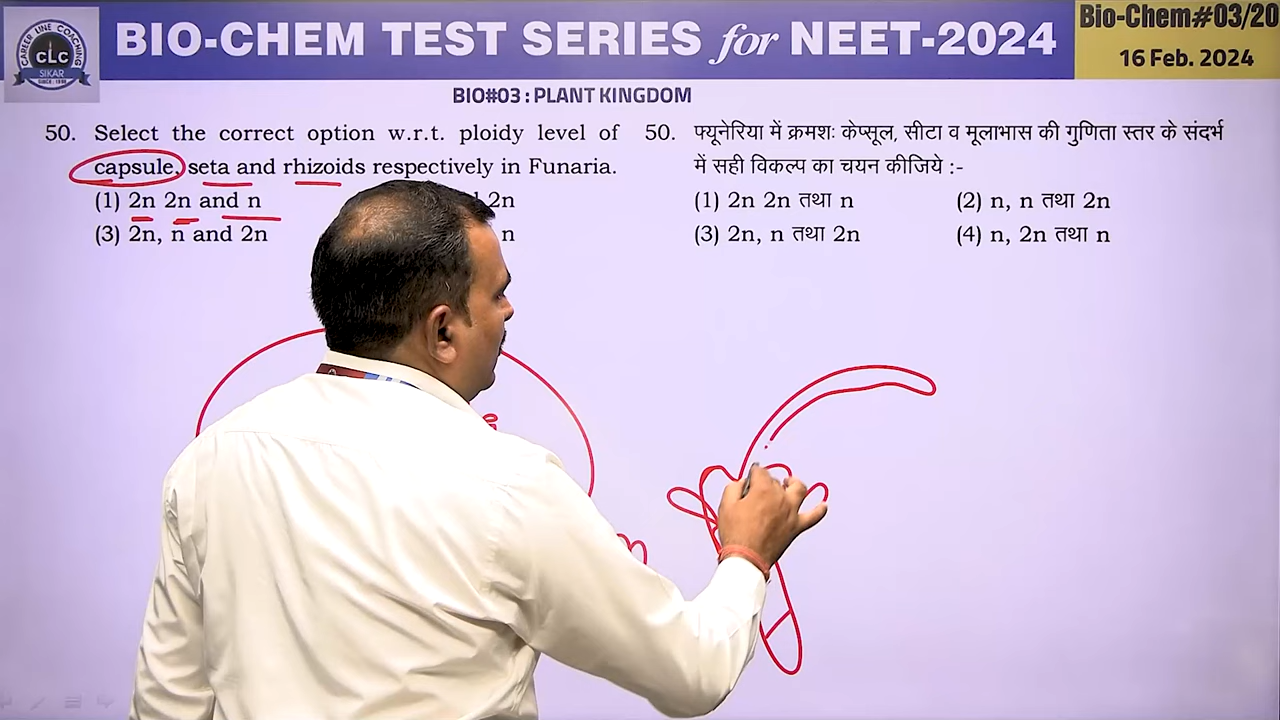 CAREER LINE COACHING
CLC
SIKAR
SINCE : 1996
BIO-CHEM TEST SERIES for NEET-2024
Bio-Chem#03/20
16 Feb. 2024
BIO#03 : PLANT KINGDOM
50. Select the correct option w.r.t. ploidy level of
capsule, seta and rhizoids respectively in Funaria.
(1) 2n 2n and n
2n
(3) 2n, n and 2n
n
50. फ्यूनेरिया में क्रमशः केप्सूल, सीटा व मूलाभास की गुणिता स्तर के संदर्भ
में सही विकल्प का चयन कीजिये :-
(1) 2n 2n तथा n (2) n, n तथा 2n
(3) 2n, n तथा 2n (4) n, 2n तथा n